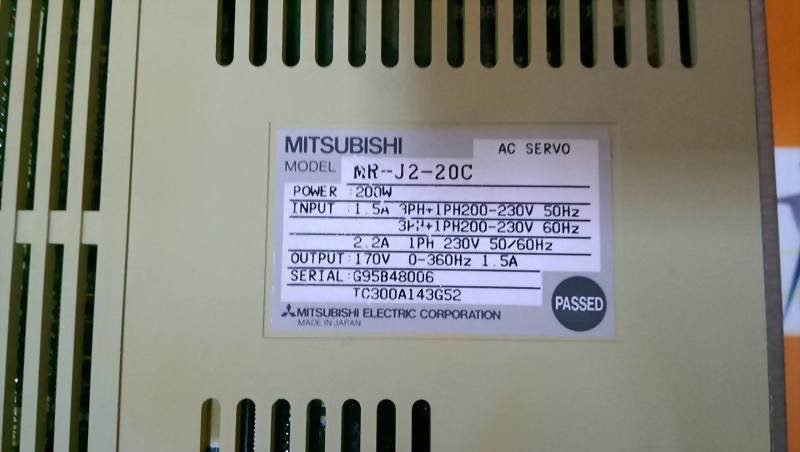 MITSUBISHI
AC SERVO
MODEL MR-J2-20C
POWER :200W
INPUT :1.5A 3PH+1PH200-230V 50Hz
3PH+1PH200-230V 60Hz
2.2A 1PH 230V 50/60Hz
OUTPUT:170V 0-360Hz 1.5A
SERIAL:G95B48006
TC300A143G52
PASSED
MITSUBISHI ELECTRIC CORPORATION
MADE IN JAPAN